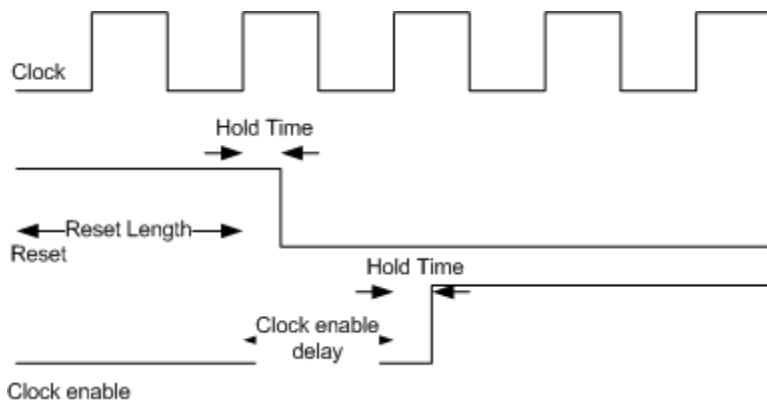 Clock
Hold Time
Reset Length
Reset
Hold Time
Clock enable
delay
Clock enable